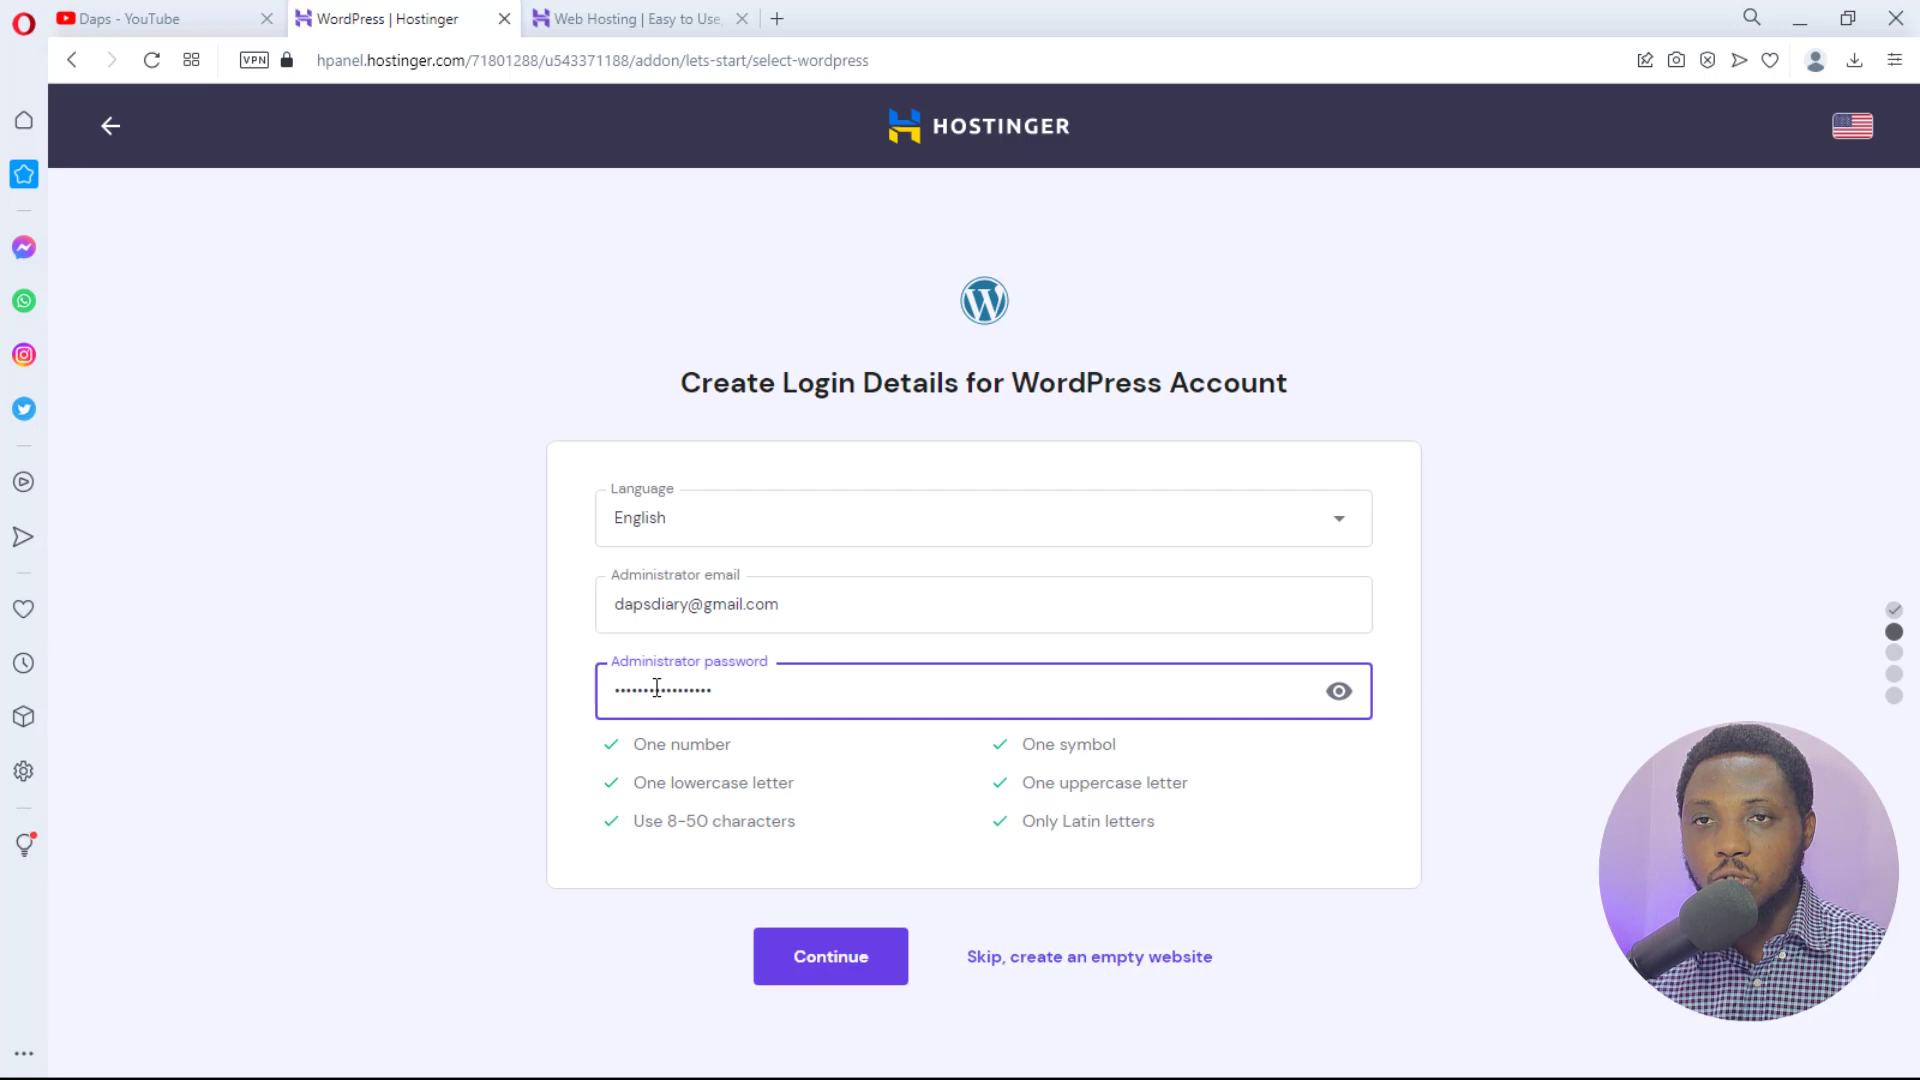 Daps - YouTube
WordPress | Hostinger
Web Hosting | Easy to Use,
VPN
hpanel.hostinger.com/71801288/u543371188/addon/lets-start/select-wordpress
HOSTINGER
Create Login Details for WordPress Account
Language
English
Administrator email
dapsdiary@gmail.com
Administrator password
•••••••••••••••••
One number
One symbol
One lowercase letter
One uppercase letter
Use 8-50 characters
Only Latin letters
Continue
Skip, create an empty website